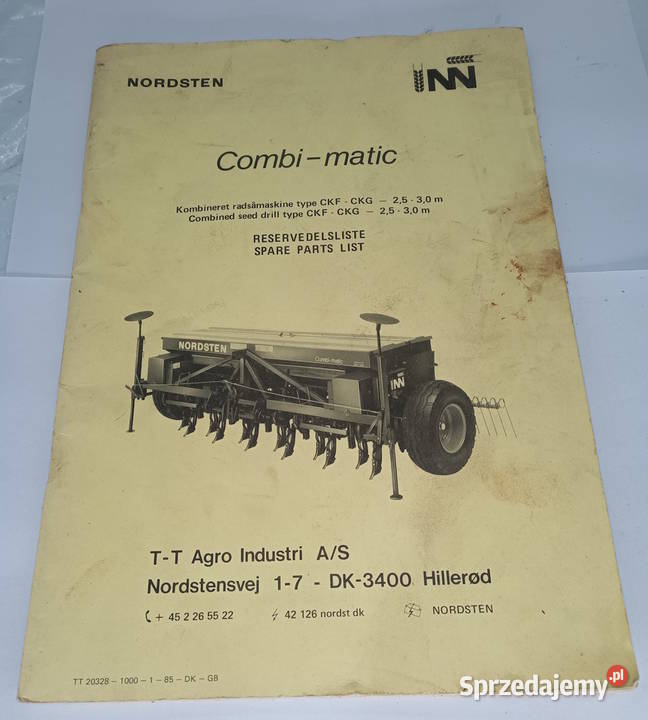 NORDSTEN
Combi-matic
Kombineret radsåmaskine type CKF - CKG – 2,5 - 3,0 m
Combined seed drill type CKF - CKG – 2,5 - 3,0 m
RESERVEDELSLISTE
SPARE PARTS LIST
NORDSTEN
Combi-matic
T-T Agro Industri A/S
Nordstensvej 1-7 - DK-3400 Hillerød
+ 45 2 26 55 22 42 126 nordst dk NORDSTEN
TT 20328 – 1000 – 1 – 85 – DK – GB
Sprzedajemy.pl